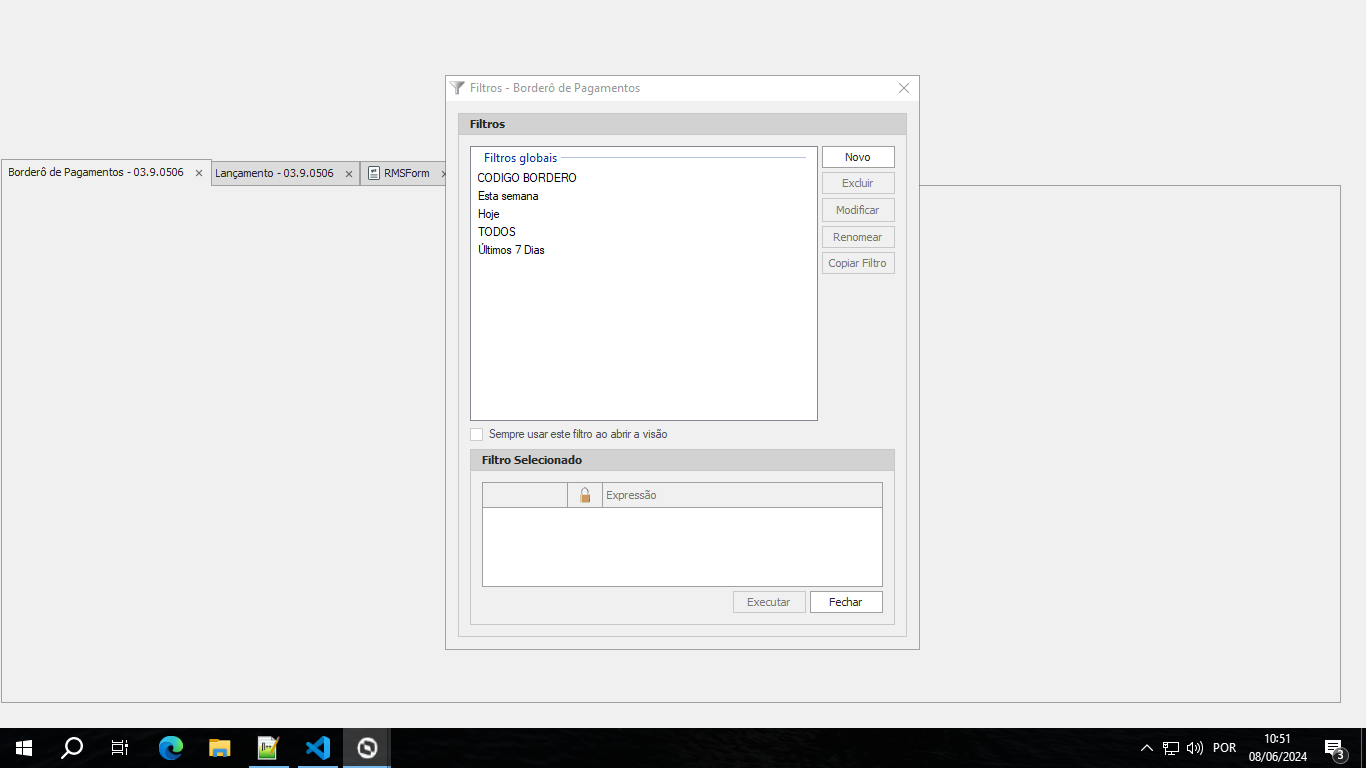 Filtros - Borderô de Pagamentos
Filtros
Borderô de Pagamentos - 03.9.0506
Lançamento - 03.9.0506
RMSForm
Filtros globais
CODIGO BORDERO
Esta semana
Hoje
TODOS
Últimos 7 Dias
Novo
Excluir
Modificar
Renomear
Copiar Filtro
Sempre usar este filtro ao abrir a visão
Filtro Selecionado
Expressão
Executar
Fechar
POR
10:51
08/06/2024
3